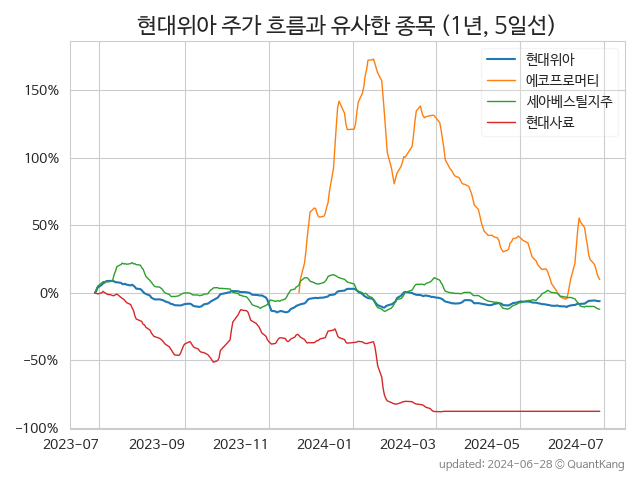 현대위아 주가 흐름과 유사한 종목 (1년, 5일선)
현대위아
에코프로머티
세아베스틸지주
현대사료
150%
100%
50%
0%
−50%
−100%
2023-07 2023-09 2023-11 2024-01 2024-03 2024-05 2024-07
updated: 2024-06-28 © QuantKang